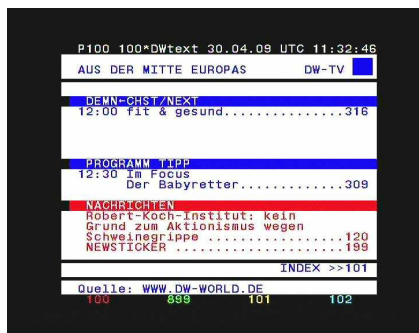 P100 100*DWtext 30.04.09 UTC 11:32:46
AUS DER MITTE EUROPAS DW-TV
DEMN←CHST/NEXT
12:00 fit & gesund...............316
PROGRAMM TIPP
12:30 Im Focus
Der Babyretter.............309
NACHRICHTEN
Robert-Koch-Institut: kein
Grund zum Aktionismus wegen
Schweinegrippe .................120
NEWSTICKER .....................199
INDEX >>101
Quelle: WWW.DW-WORLD.DE
100 899 101 102